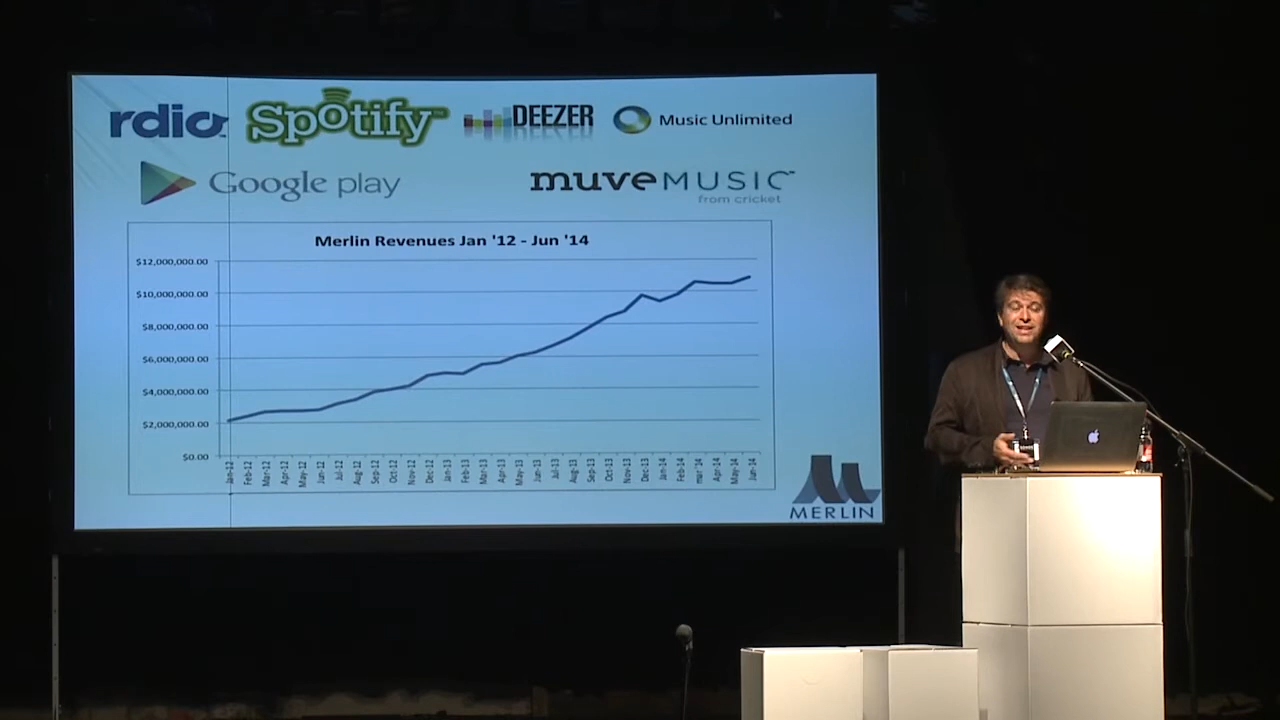 rdio Spotify DEEZER Music Unlimited
Google play muveMUSIC
from cricket
Merlin Revenues Jan '12 - Jun '14
$12,000,000.00
$10,000,000.00
$8,000,000.00
$6,000,000.00
$4,000,000.00
$2,000,000.00
$0.00
Jan-12 Feb-12 Mar-12 Apr-12 May-12 Jun-12 Jul-12 Aug-12 Sep-12 Oct-12 Nov-12 Dec-12 Jan-13 Feb-13 Mar-13 Apr-13 May-13 Jun-13 Jul-13 Aug-13 Sep-13 Oct-13 Nov-13 Dec-13 Jan-14 Feb-14 mar '14 Apr-14 May-14 Jun-14
MERLIN